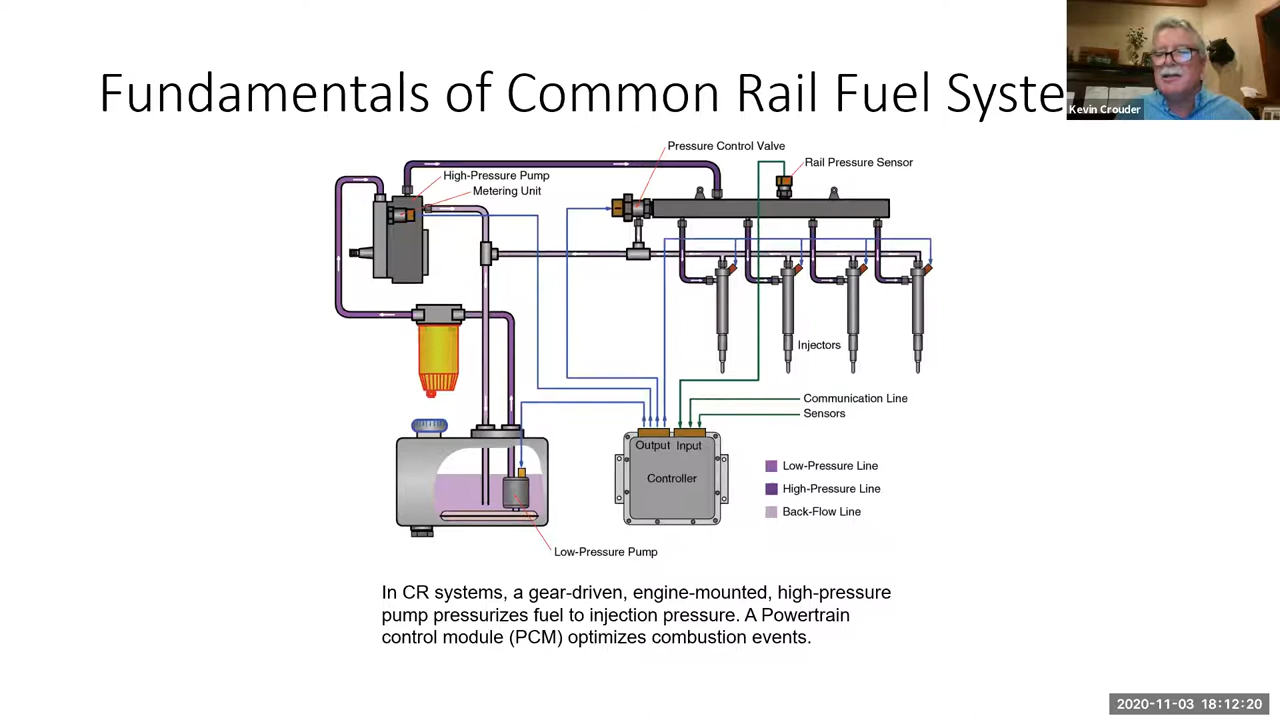 Fundamentals of Common Rail Fuel Syste
Kevin Crouder
Pressure Control Valve
Rail Pressure Sensor
High-Pressure Pump
Metering Unit
Injectors
Communication Line
Sensors
Output Input
Controller
Low-Pressure Line
High-Pressure Line
Back-Flow Line
Low-Pressure Pump
In CR systems, a gear-driven, engine-mounted, high-pressure
pump pressurizes fuel to injection pressure. A Powertrain
control module (PCM) optimizes combustion events.
2020-11-03 18:12:20